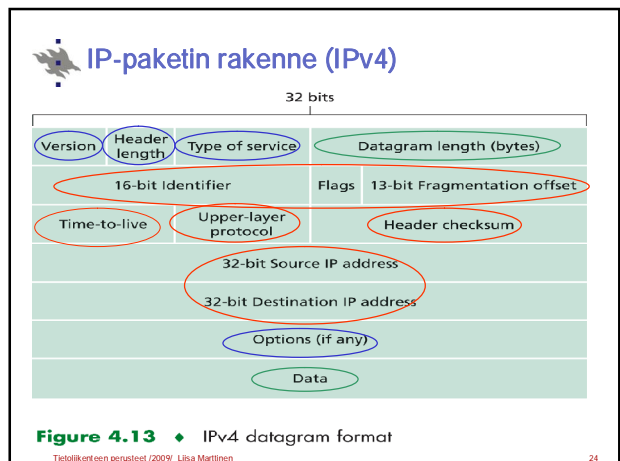 IP-paketin rakenne (IPv4)
32 bits
Version Header length Type of service Datagram length (bytes)
16-bit Identifier Flags 13-bit Fragmentation offset
Time-to-live Upper-layer protocol Header checksum
32-bit Source IP address
32-bit Destination IP address
Options (if any)
Data
Figure 4.13 ◆ IPv4 datagram format
Tietoliikenteen perusteet /2009/ Liisa Marttinen 24